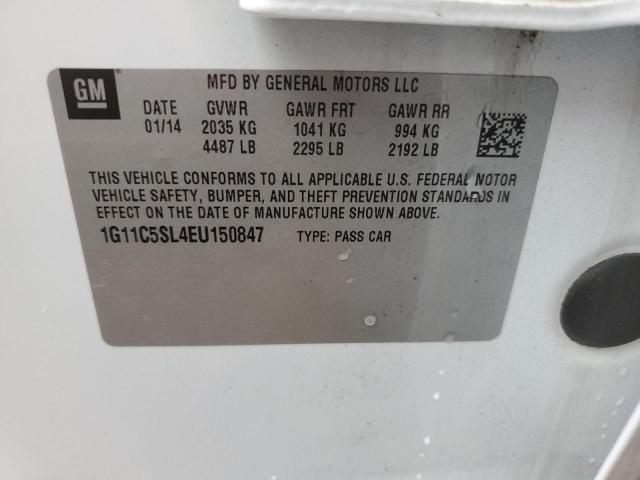 GM
MFD BY GENERAL MOTORS LLC
DATE GVWR GAWR FRT GAWR RR
01/14 2035 KG 1041 KG 994 KG
4487 LB 2295 LB 2192 LB
THIS VEHICLE CONFORMS TO ALL APPLICABLE U.S. FEDERAL MOTOR
VEHICLE SAFETY, BUMPER, AND THEFT PREVENTION STANDARDS IN
EFFECT ON THE DATE OF MANUFACTURE SHOWN ABOVE.
1G11C5SL4EU150847 TYPE: PASS CAR